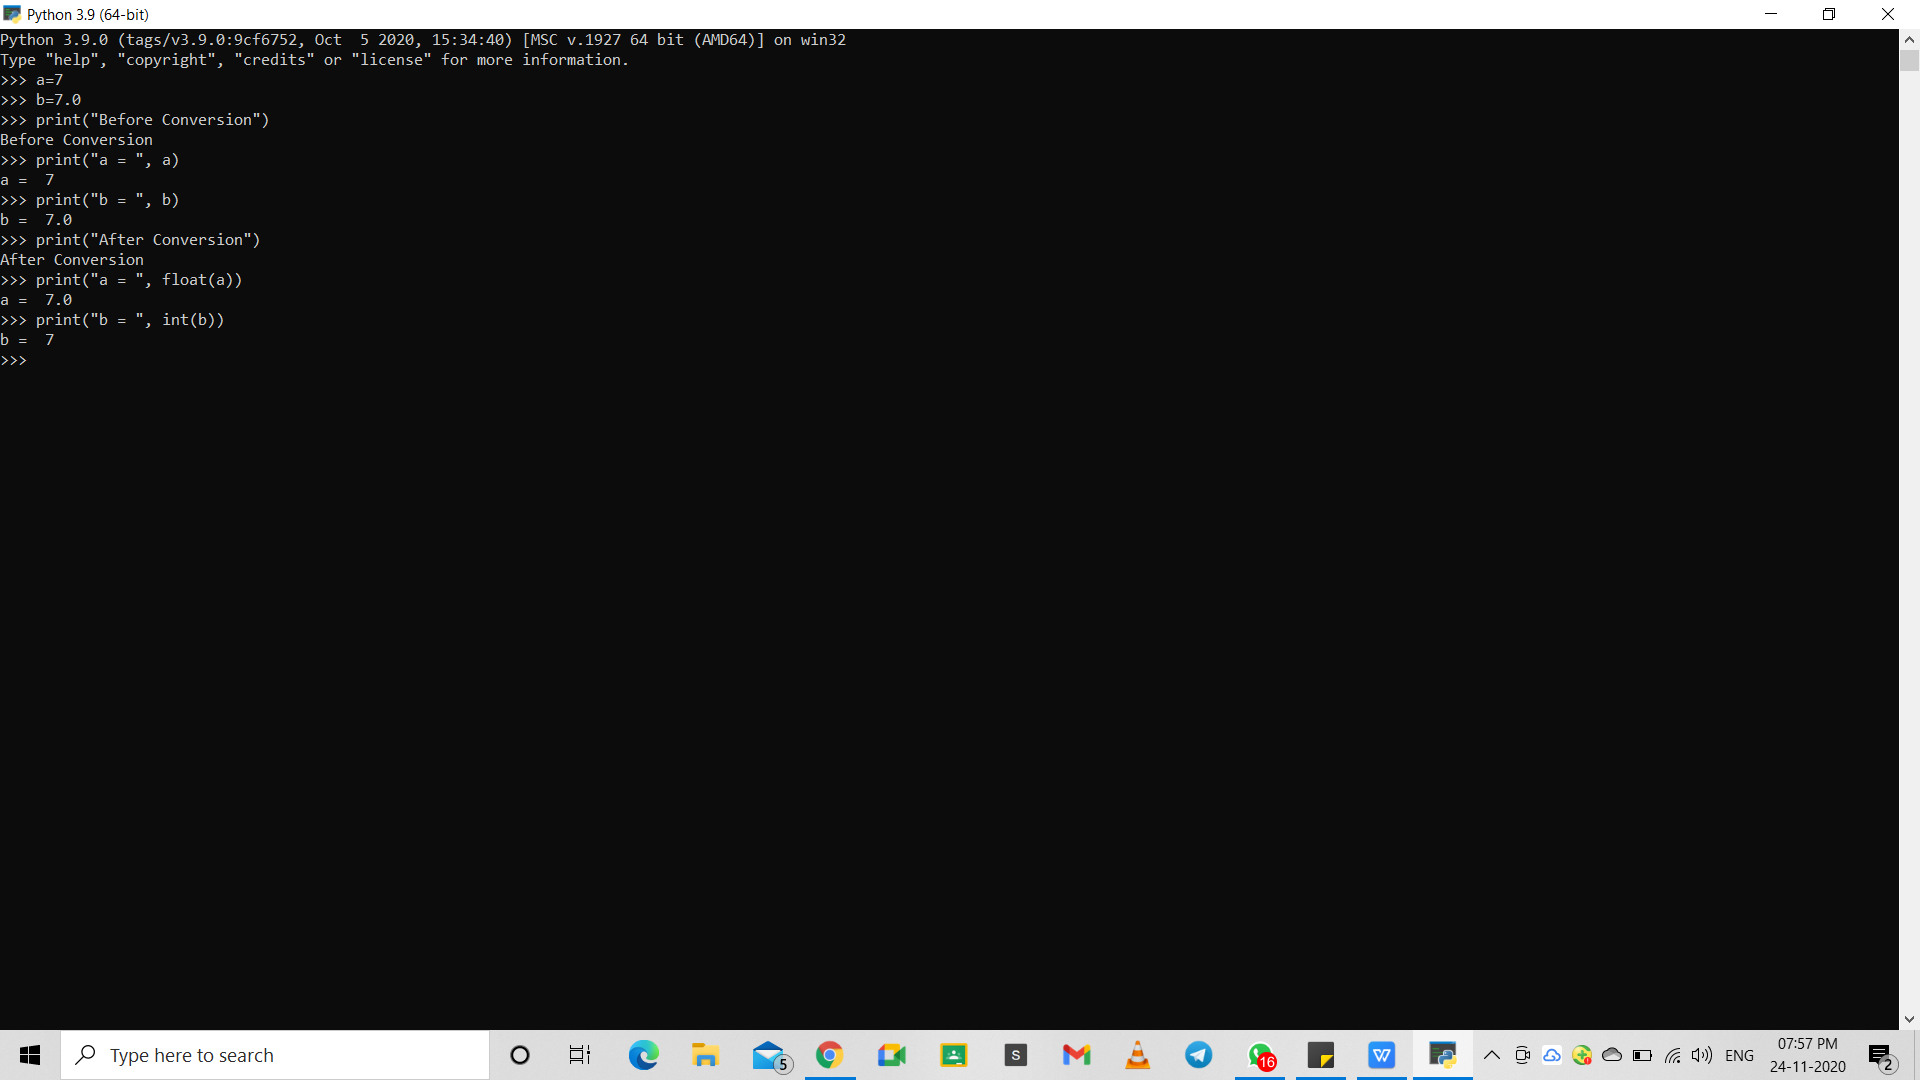 Python 3.9 (64-bit)
Python 3.9.0 (tags/v3.9.0:9cf6752, Oct  5 2020, 15:34:40) [MSC v.1927 64 bit (AMD64)] on win32
Type "help", "copyright", "credits" or "license" for more information.
>>> a=7
>>> b=7.0
>>> print("Before Conversion")
Before Conversion
>>> print("a = ", a)
a =  7
>>> print("b = ", b)
b =  7.0
>>> print("After Conversion")
After Conversion
>>> print("a = ", float(a))
a =  7.0
>>> print("b = ", int(b))
b =  7
>>>
Type here to search
5
S
16
W
ENG
07:57 PM
24-11-2020
2